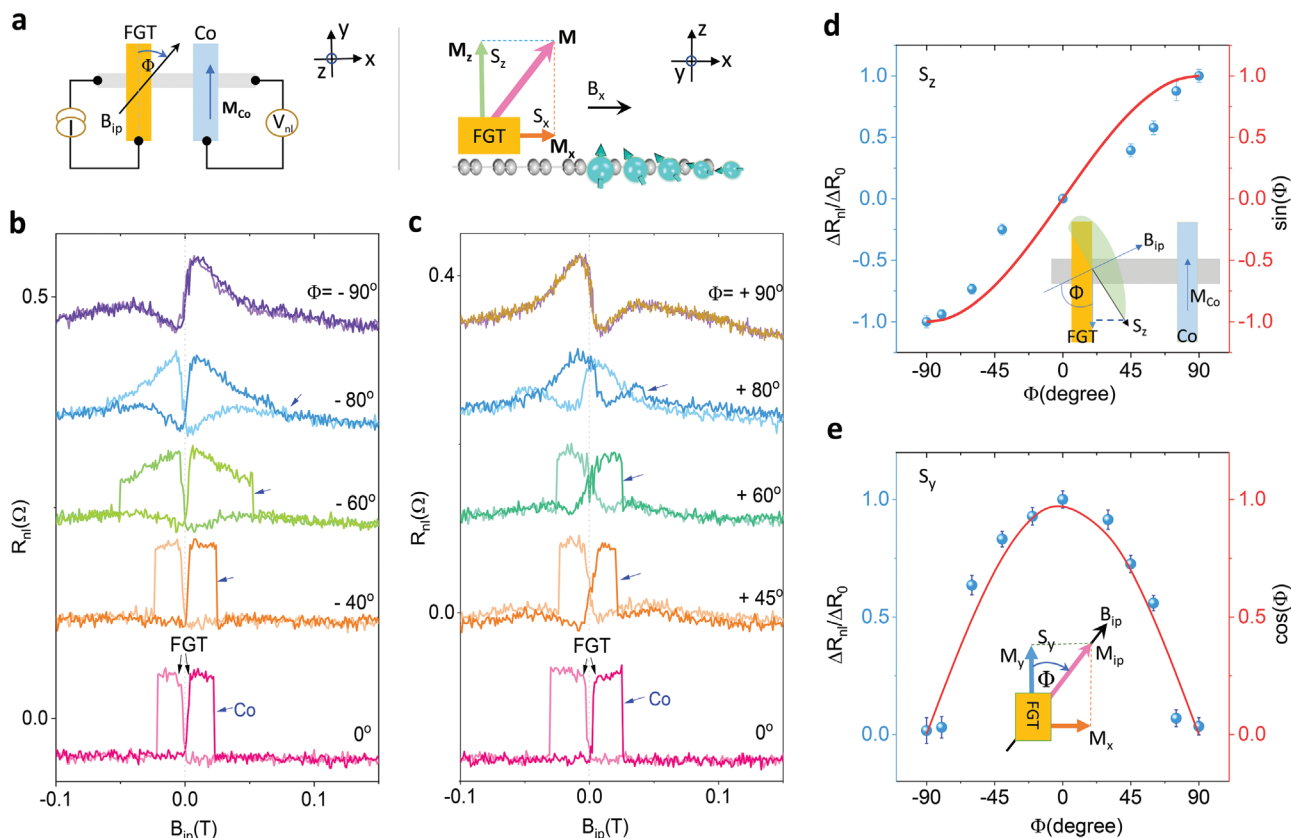 a
FGT
Co
Φ
B_ip
M_Co
I
V_nl
y
z
x
M_z
S_z
M
B_x
S_x
M_x
FGT
z
y
x
b
Φ= - 90°
- 80°
- 60°
- 40°
FGT
Co
0°
0.5
0.0
R_nl(Ω)
-0.1
0.0
0.1
B_ip(T)
c
Φ= + 90°
+ 80°
+ 60°
+ 45°
FGT
Co
0°
0.4
0.0
R_nl(Ω)
-0.1
0.0
0.1
B_ip(T)
d
S_z
1.0
0.5
0.0
-0.5
-1.0
ΔR_nl/ΔR_0
1.0
0.5
0.0
-0.5
-1.0
sin(Φ)
B_ip
Φ
M_Co
FGT
S_z
Co
-90
-45
0
45
90
Φ(degree)
e
S_y
1.0
0.5
0.0
ΔR_nl/ΔR_0
1.0
0.5
0.0
cos(Φ)
S_y
B_ip
M_y
Φ
M_ip
FGT
M_x
-90
-45
0
45
90
Φ(degree)